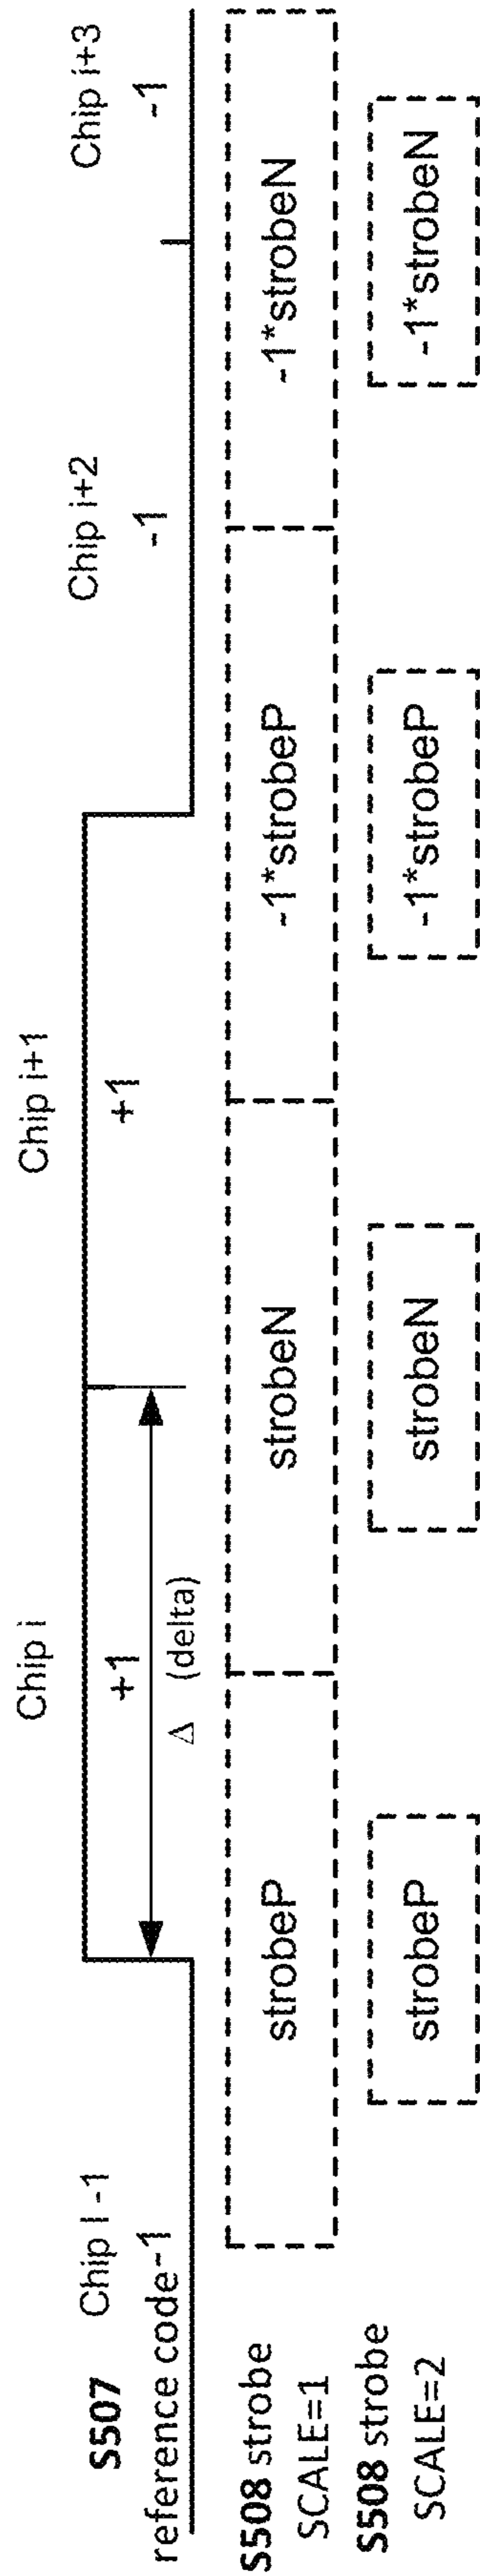 Chip i
Chip i+1
S507 Chip I -1
Chip i+2
Chip i+3
reference code-1
+1
+1
-1
-1
Δ (delta)
S508 strobe
SCALE=1
strobeP
strobeN
-1*strobeP
-1*strobeN
S508 strobe
SCALE=2
strobeP
strobeN
-1*strobeP
-1*strobeN